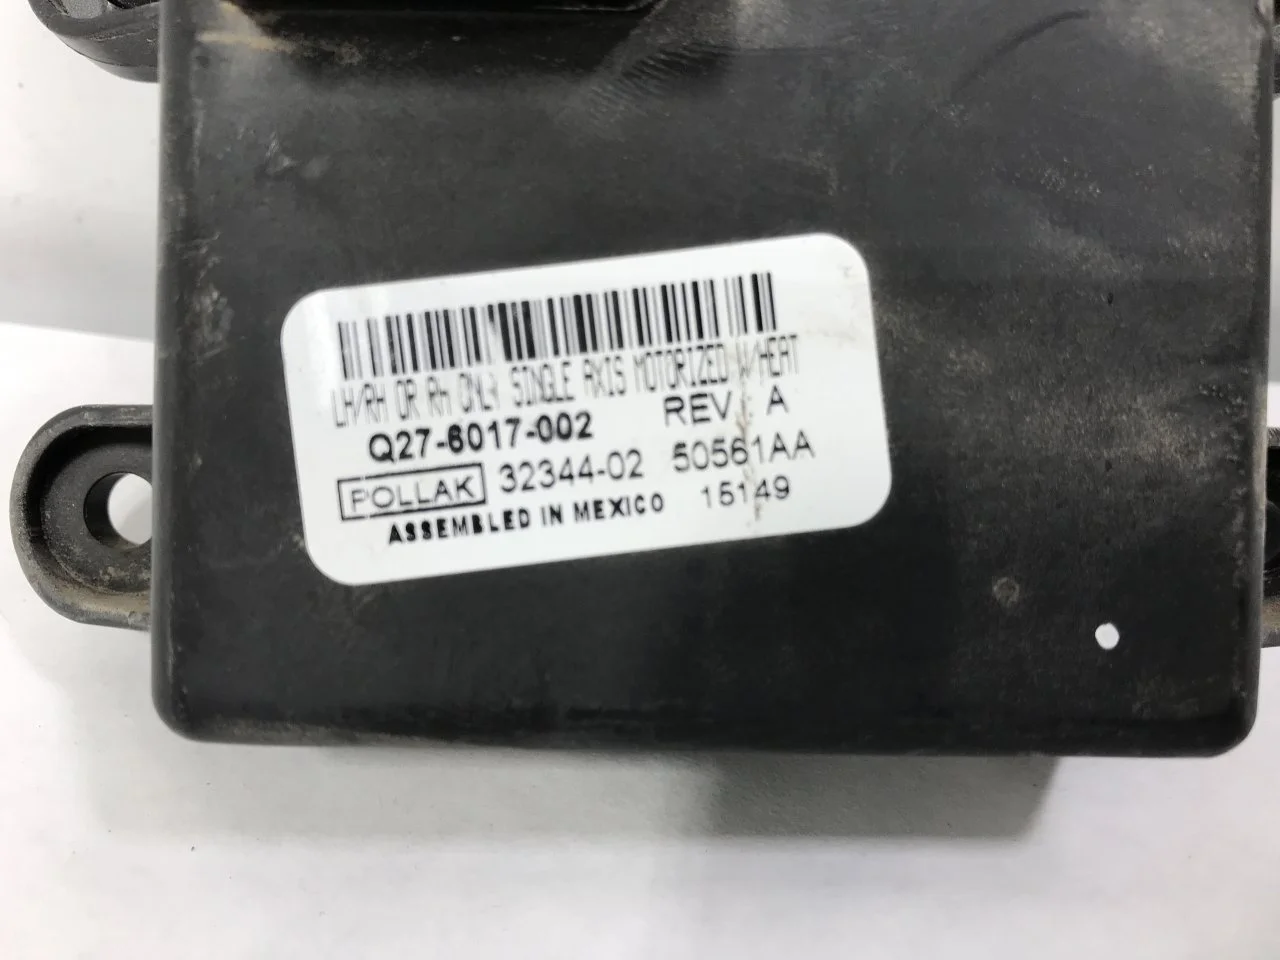 LH/RH OR RH ONLY SINGLE AXIS MOTORIZED W/HEAT
Q27-6017-002 REV. A
POLLAK 32344-02 50561AA
ASSEMBLED IN MEXICO 15149